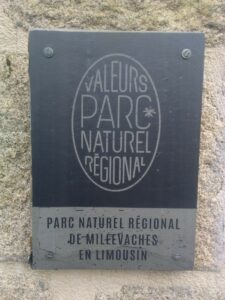 VALEURS
PARC
NATUREL
RÉGIONAL
PARC NATUREL RÉGIONAL
DE MILLEVACHES
EN LIMOUSIN